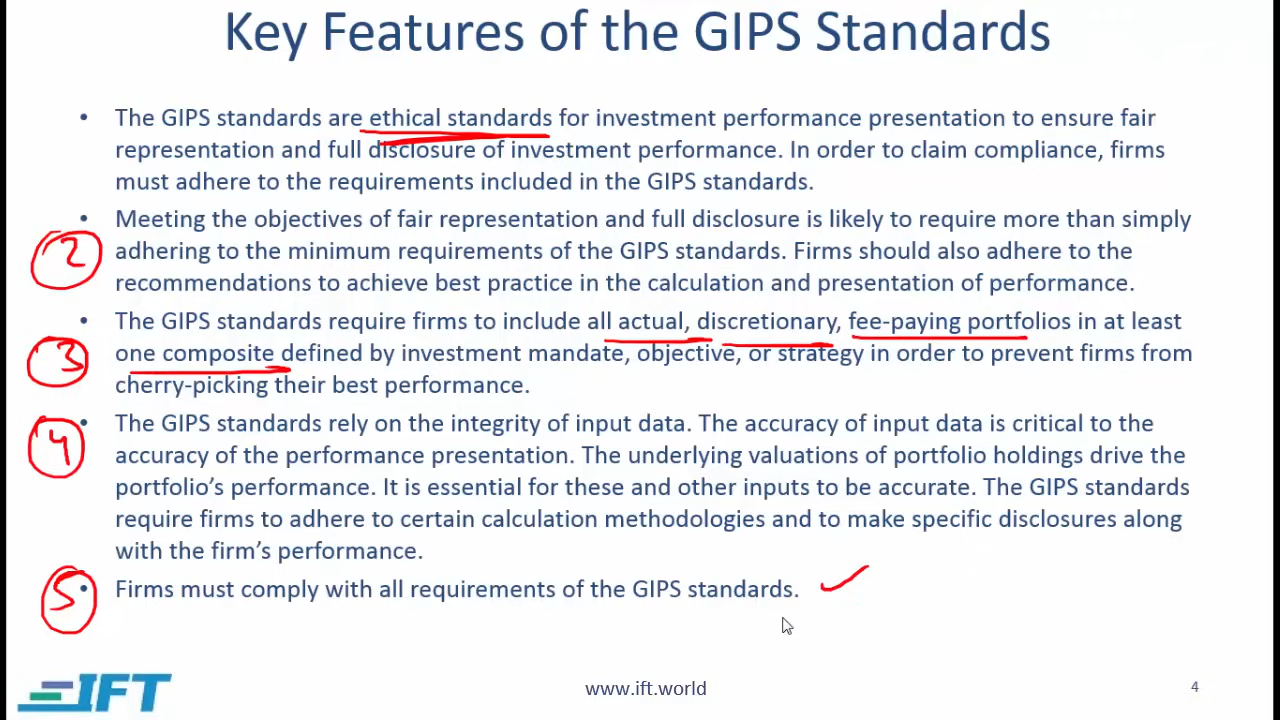 Key Features of the GIPS Standards
• The GIPS standards are ethical standards for investment performance presentation to ensure fair
representation and full disclosure of investment performance. In order to claim compliance, firms
must adhere to the requirements included in the GIPS standards.
• Meeting the objectives of fair representation and full disclosure is likely to require more than simply
2 adhering to the minimum requirements of the GIPS standards. Firms should also adhere to the
recommendations to achieve best practice in the calculation and presentation of performance.
• The GIPS standards require firms to include all actual, discretionary, fee-paying portfolios in at least
3 one composite defined by investment mandate, objective, or strategy in order to prevent firms from
cherry-picking their best performance.
• The GIPS standards rely on the integrity of input data. The accuracy of input data is critical to the
4 accuracy of the performance presentation. The underlying valuations of portfolio holdings drive the
portfolio's performance. It is essential for these and other inputs to be accurate. The GIPS standards
require firms to adhere to certain calculation methodologies and to make specific disclosures along
with the firm's performance.
5 • Firms must comply with all requirements of the GIPS standards.
IFT
www.ift.world
4